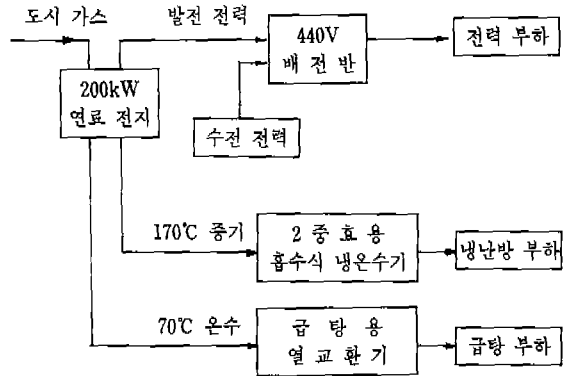 도시 가스
발전 전력
440V
배 전 반
전력 부하
200kW
연료 전지
수전 전력
170℃ 증기
2 중 효 용
흡수식 냉온수기
냉난방 부하
70℃ 온수
급 탕 용
열 교 환 기
급탕 부하